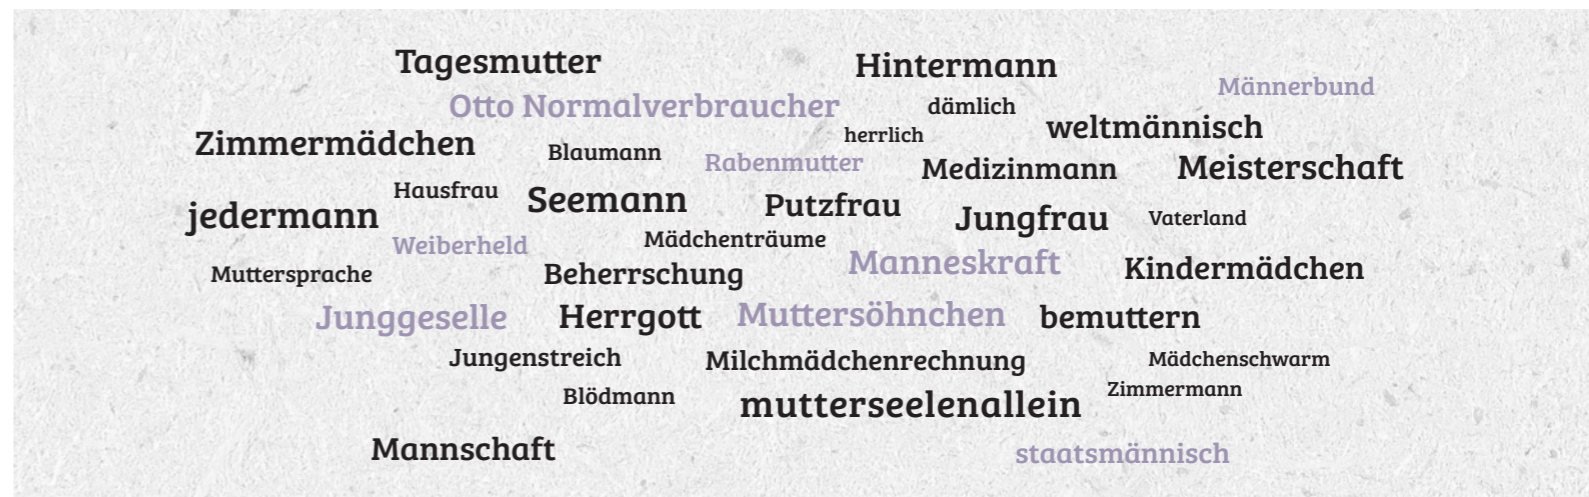 Tagesmutter
Hintermann
Männerbund
Otto Normalverbraucher
dämlich
weltmännisch
herrlich
Zimmermädchen
Blaumann
Rabenmutter
Medizinmann
Meisterschaft
Hausfrau
Seemann
Putzfrau
jedermann
Jungfrau
Vaterland
Weiberheld
Mädchenträume
Manneskraft
Kindermädchen
Muttersprache
Beherrschung
Junggeselle
Herrgott
Muttersöhnchen
bemuttern
Jungenstreich
Milchmädchenrechnung
Mädchenschwarm
Blödmann
mutterseelenallein
Zimmermann
Mannschaft
staatsmännisch